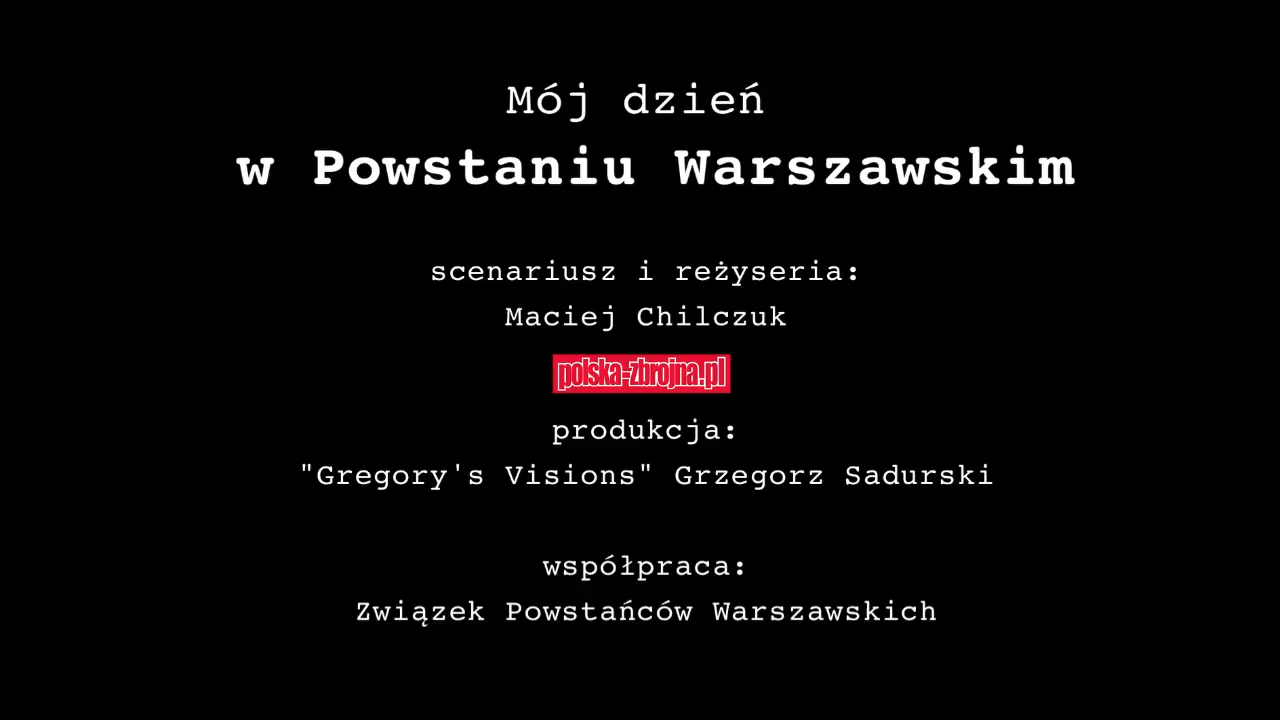 Mój dzień
w Powstaniu Warszawskim
scenariusz i reżyseria:
Maciej Chilczuk
polska-zbrojna.pl
produkcja:
"Gregory's Visions" Grzegorz Sadurski
współpraca:
Związek Powstańców Warszawskich